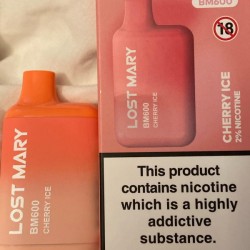 LOST MARY
BM600
CHERRY ICE
BM600
LOST MARY
BM600
CHERRY ICE
18
CHERRY ICE
2% NICOTINE
This product
contains nicotine
which is a highly
addictive
substance.